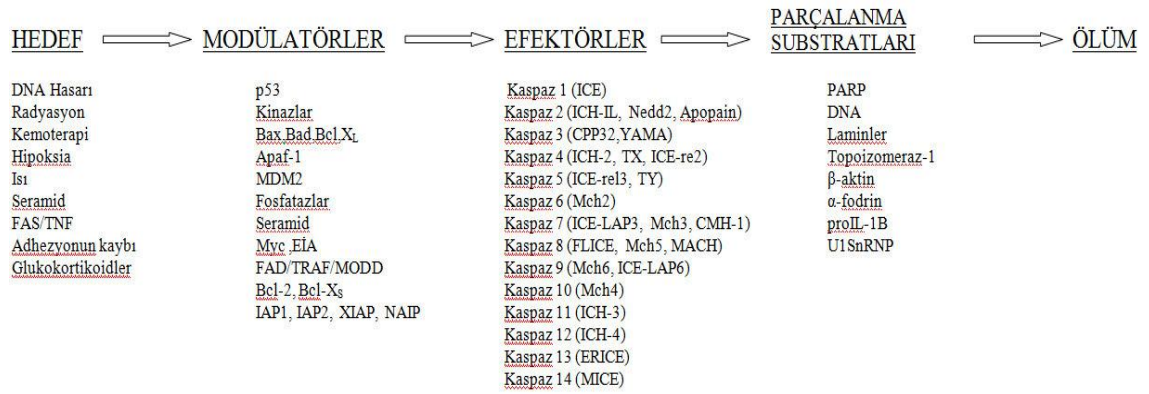 HEDEF
MODÜLATÖRLER
EFEKTÖRLER
PARÇALANMA
SUBSTRATLARI
ÖLÜM
DNA Hasarı
Radyasyon
Kemoterapi
Hipoksia
Isı
Seramid
FAS/TNF
Adhezyonun kaybı
Glukokortikoidler
p53
Kinazlar
Bax,Bad,Bcl,XL
Apaf-1
MDM2
Fosfatazlar
Seramid
Myc ,EİA
FAD/TRAF/MODD
Bcl-2, Bcl-XS
IAP1, IAP2, XIAP, NAIP
Kaspaz 1 (ICE)
Kaspaz 2 (ICH-IL, Nedd2, Apopain)
Kaspaz 3 (CPP32,YAMA)
Kaspaz 4 (ICH-2, TX, ICE-re2)
Kaspaz 5 (ICE-rel3, TY)
Kaspaz 6 (Mch2)
Kaspaz 7 (ICE-LAP3, Mch3, CMH-1)
Kaspaz 8 (FLICE, Mch5, MACH)
Kaspaz 9 (Mch6, ICE-LAP6)
Kaspaz 10 (Mch4)
Kaspaz 11 (ICH-3)
Kaspaz 12 (ICH-4)
Kaspaz 13 (ERICE)
Kaspaz 14 (MICE)
PARP
DNA
Laminler
Topoizomeraz-1
β-aktin
α-fodrin
proIL-1B
U1SnRNP